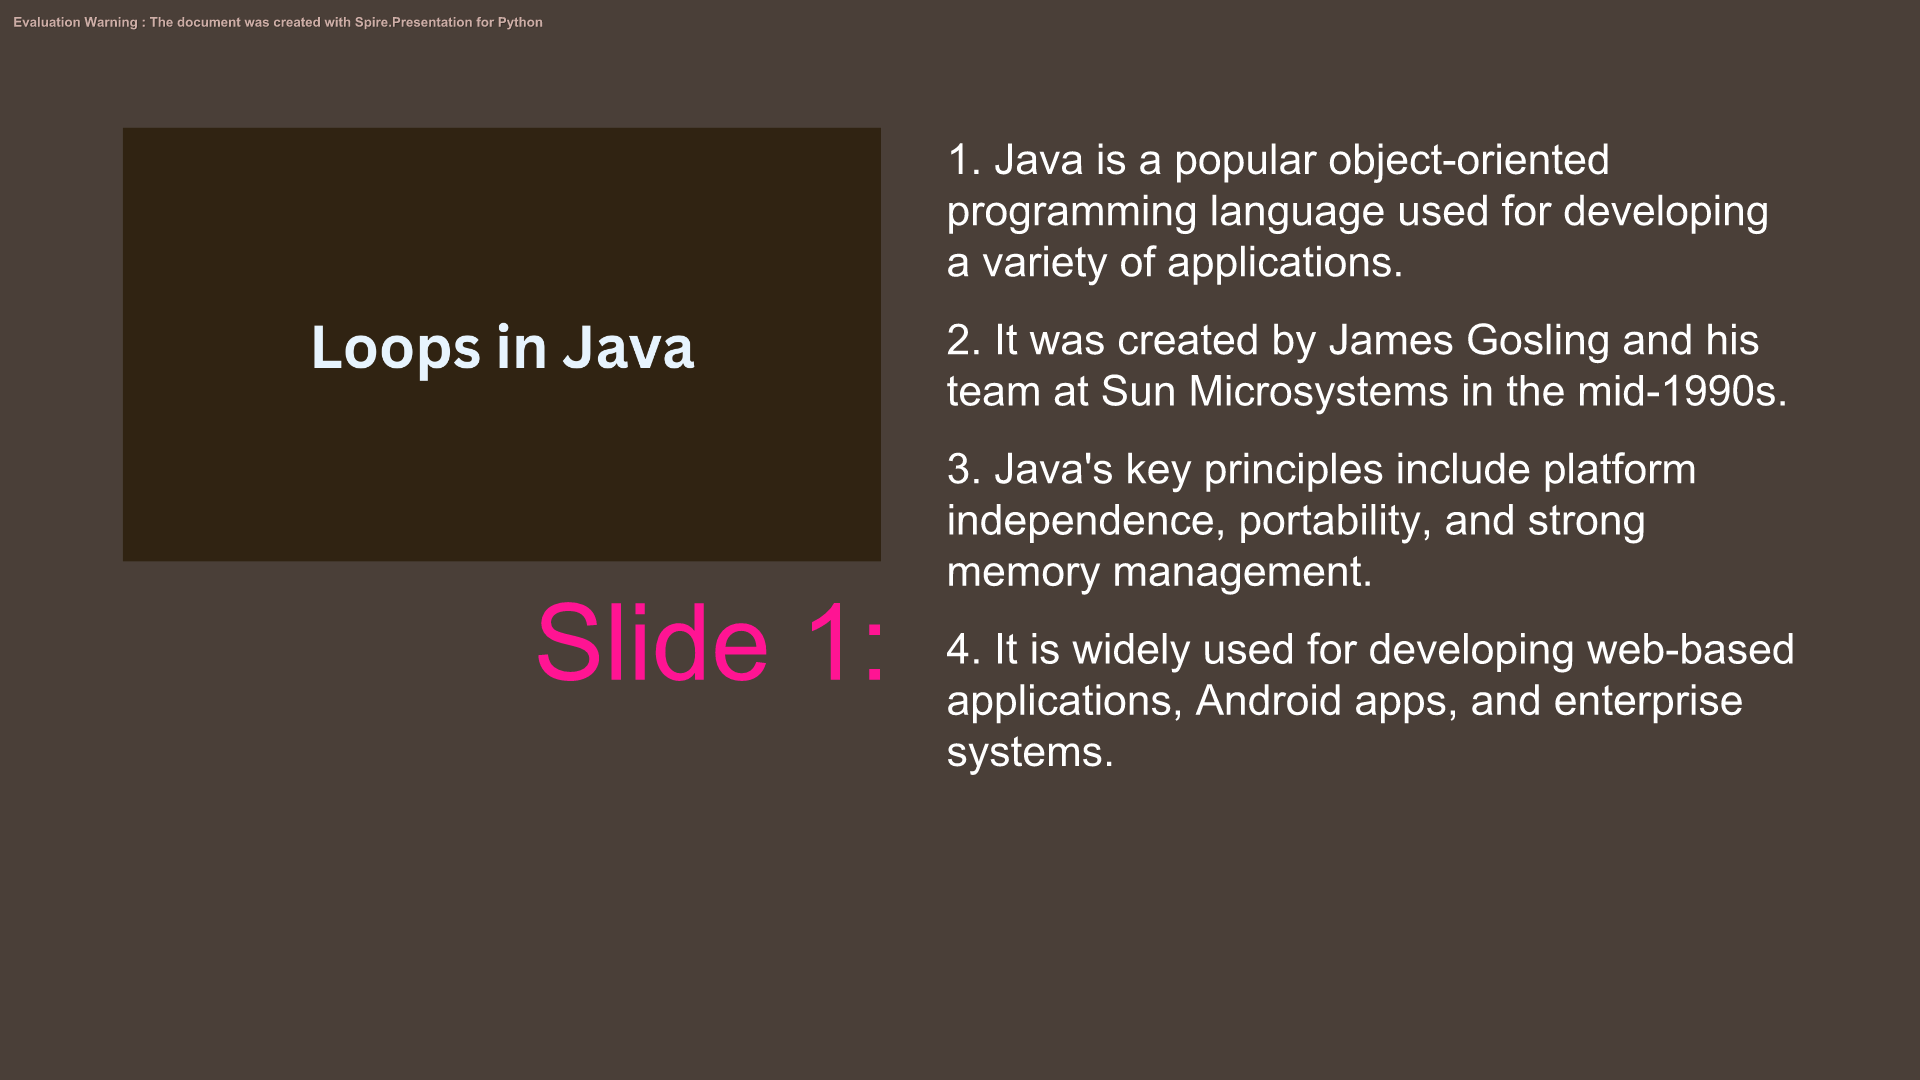 Evaluation Warning : The document was created with Spire.Presentation for Python
Loops in Java
Slide 1:
1. Java is a popular object-oriented
programming language used for developing
a variety of applications.
2. It was created by James Gosling and his
team at Sun Microsystems in the mid-1990s.
3. Java's key principles include platform
independence, portability, and strong
memory management.
4. It is widely used for developing web-based
applications, Android apps, and enterprise
systems.